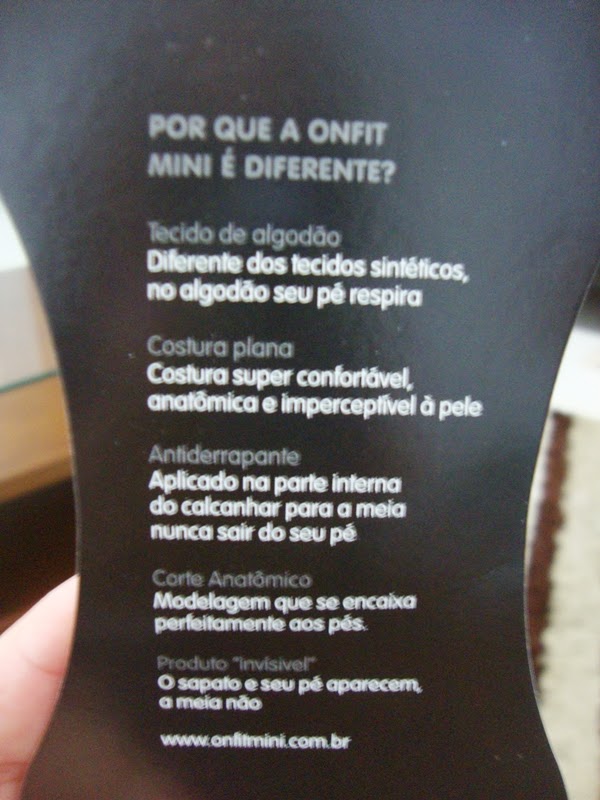 POR QUE A ONFIT
MINI É DIFERENTE?
Tecido de algodão
Diferente dos tecidos sintéticos,
no algodão seu pé respira
Costura plana
Costura super confortável,
anatômica e imperceptível à pele
Antiderrapante
Aplicado na parte interna
do calcanhar para a meia
nunca sair do seu pé
Corte Anatômico
Modelagem que se encaixa
perfeitamente aos pés.
Produto "invisível"
O sapato e seu pé aparecem,
a meia não
www.onfitmini.com.br